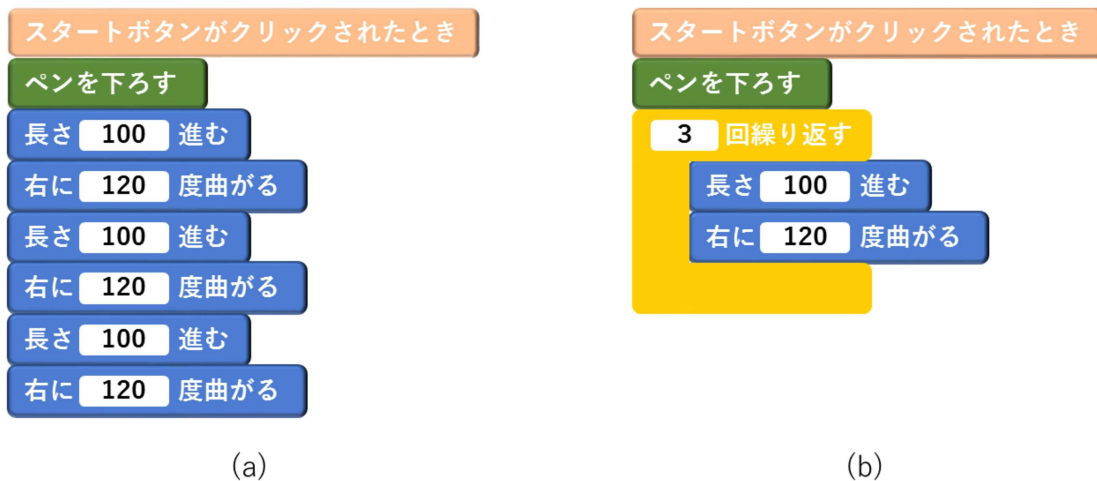 スタートボタンがクリックされたとき
ペンを下ろす
長さ 100 進む
右に 120 度曲がる
長さ 100 進む
右に 120 度曲がる
長さ 100 進む
右に 120 度曲がる
(a)
スタートボタンがクリックされたとき
ペンを下ろす
3 回繰り返す
長さ 100 進む
右に 120 度曲がる
(b)